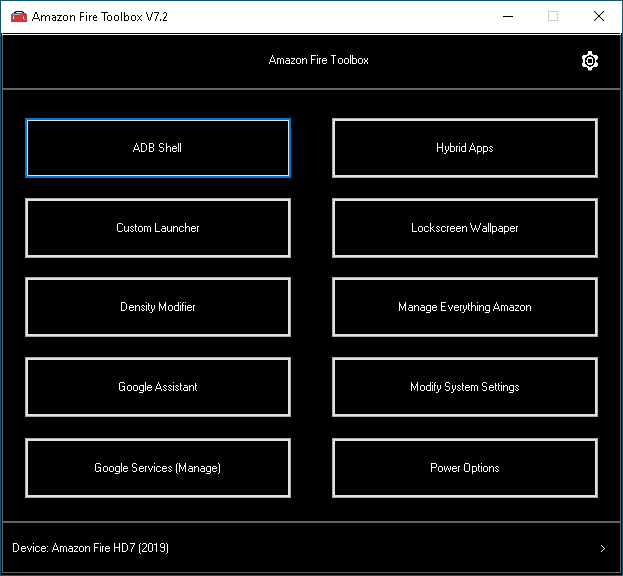 Amazon Fire Toolbox V7.2
Amazon Fire Toolbox
ADB Shell
Hybrid Apps
Custom Launcher
Lockscreen Wallpaper
Density Modifier
Manage Everything Amazon
Google Assistant
Modify System Settings
Google Services (Manage)
Power Options
Device: Amazon Fire HD7 (2019)